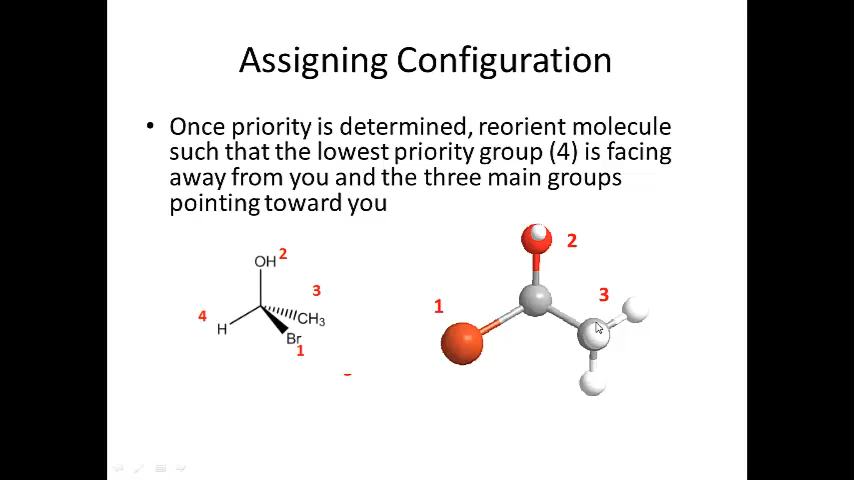 Assigning Configuration
• Once priority is determined, reorient molecule
such that the lowest priority group (4) is facing
away from you and the three main groups
pointing toward you
OH 2
3
4
H
CH3
Br
1
2
1
3